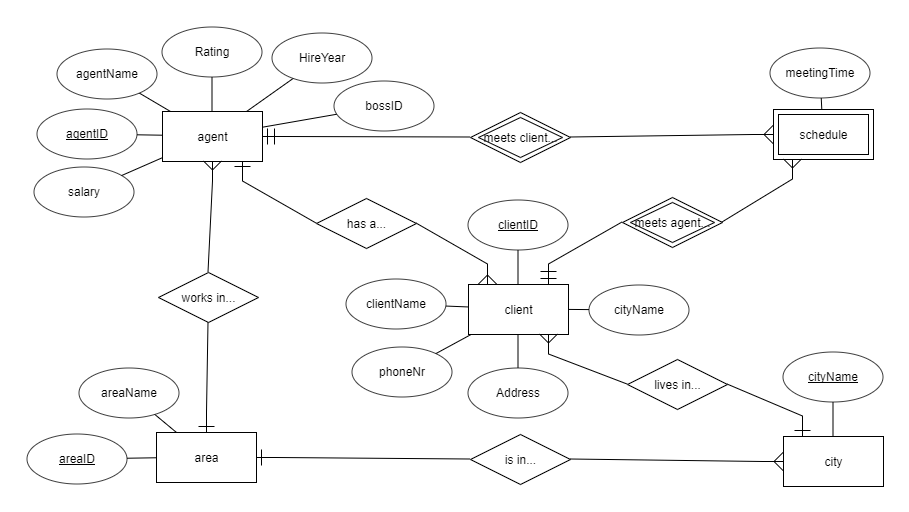 Rating
HireYear
agentName
meetingTime
bossID
agentID
agent
meets client...
schedule
salary
has a...
clientID
meets agent...
works in...
clientName
client
cityName
phoneNr
Address
lives in...
cityName
areaName
areaID
area
is in...
city